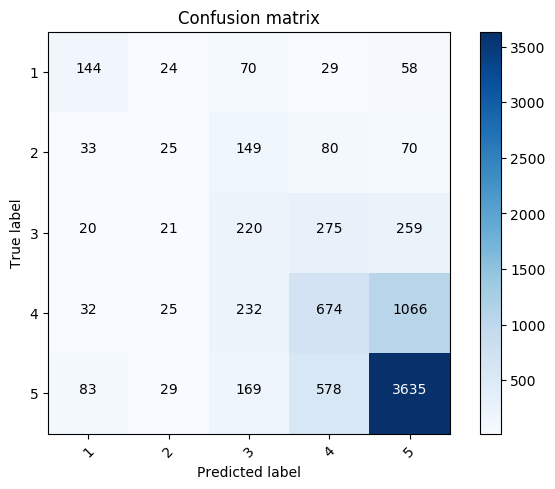 Confusion matrix
True label
1 144 24 70 29 58
2 33 25 149 80 70
3 20 21 220 275 259
4 32 25 232 674 1066
5 83 29 169 578 3635
1 2 3 4 5
Predicted label
3500
3000
2500
2000
1500
1000
500